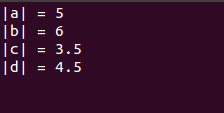 |a| = 5
|b| = 6
|c| = 3.5
|d| = 4.5